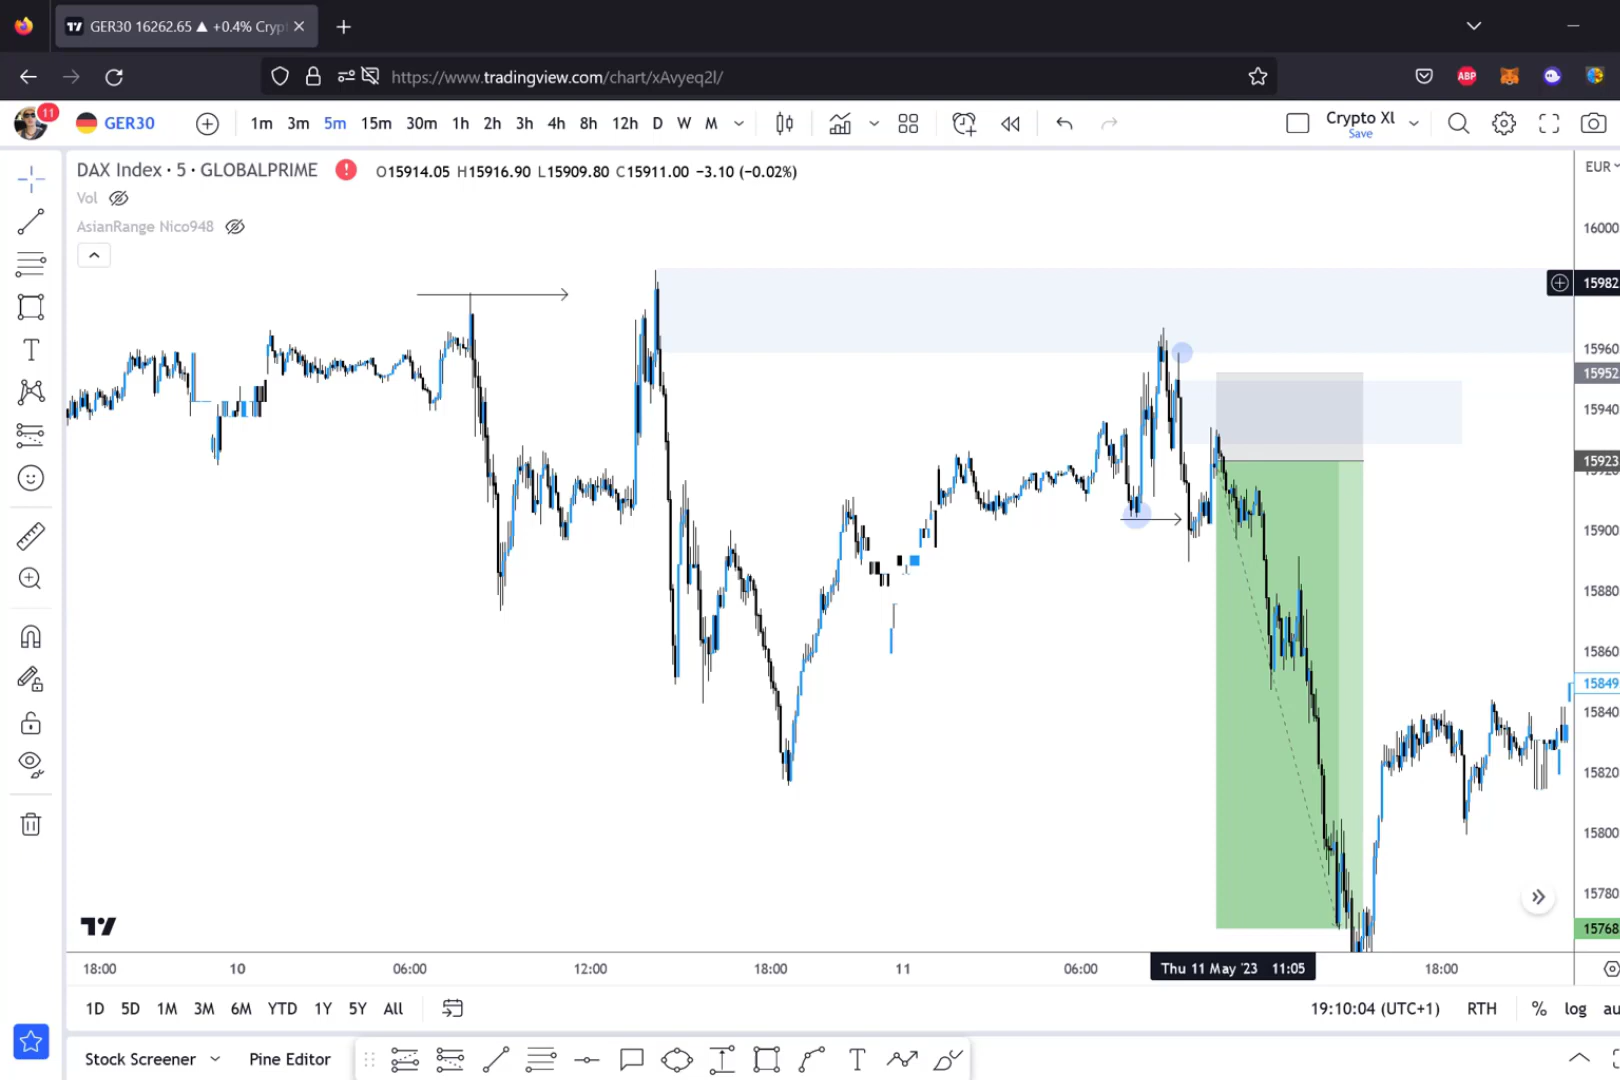 GER30 16262.65 ▲ +0.4% Crypt
https://www.tradingview.com/chart/xAvyeq2l/
ABP
11
GER30
1m 3m 5m 15m 30m 1h 2h 3h 4h 8h 12h D W M
Crypto Xl
Save
DAX Index · 5 · GLOBALPRIME
O15914.05 H15916.90 L15909.80 C15911.00 −3.10 (−0.02%)
EUR
Vol
AsianRange Nico948
16000
15982
15960
15952
15940
15923
15900
15880
15860
15849
15840
15820
15800
15780
15768
18:00 10 06:00 12:00 18:00 11 06:00 Thu 11 May '23 11:05 18:00
1D 5D 1M 3M 6M YTD 1Y 5Y All
19:10:04 (UTC+1) RTH % log au
Stock Screener Pine Editor